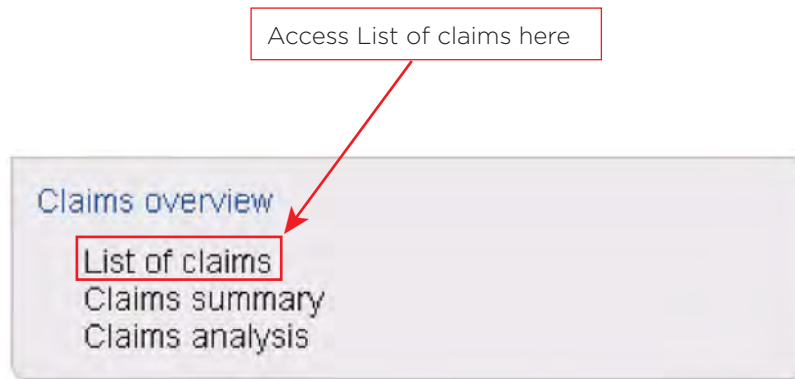 Access List of claims here
Claims overview
List of claims
Claims summary
Claims analysis